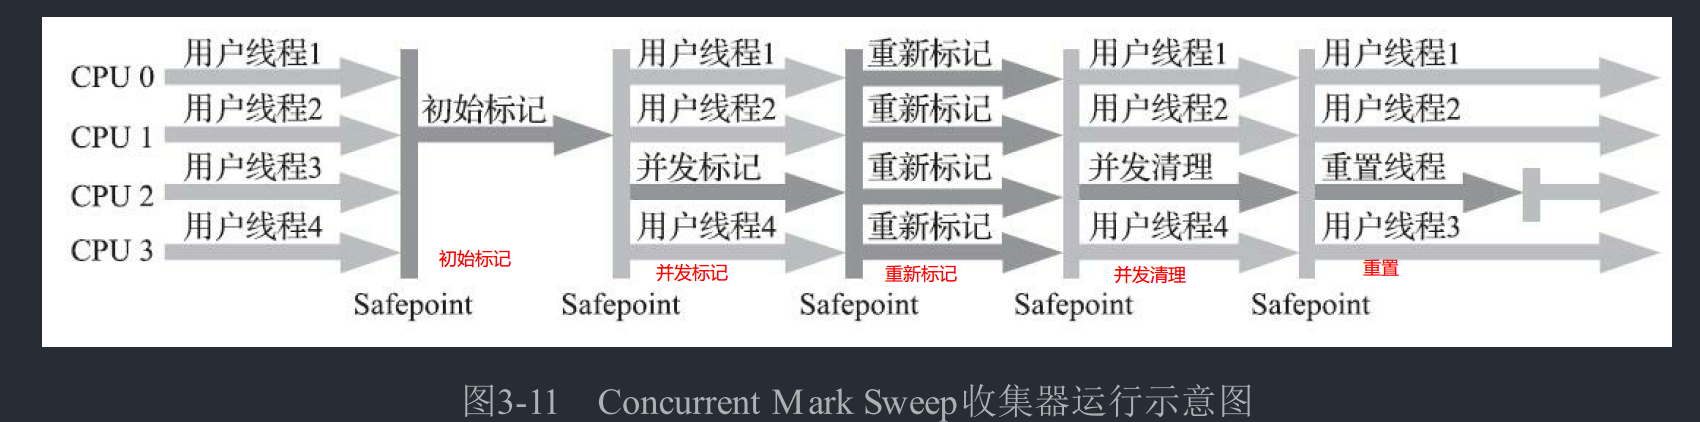 CPU 0 用户线程1 用户线程1 重新标记 用户线程1 用户线程1
CPU 1 用户线程2 初始标记 用户线程2 重新标记 用户线程2 用户线程2
CPU 2 用户线程3 并发标记 重新标记 并发清理 重置线程
CPU 3 用户线程4 用户线程4 重新标记 用户线程4 用户线程3
初始标记 并发标记 重新标记 并发清理 重置
Safepoint Safepoint Safepoint Safepoint Safepoint
图3-11 Concurrent Mark Sweep收集器运行示意图